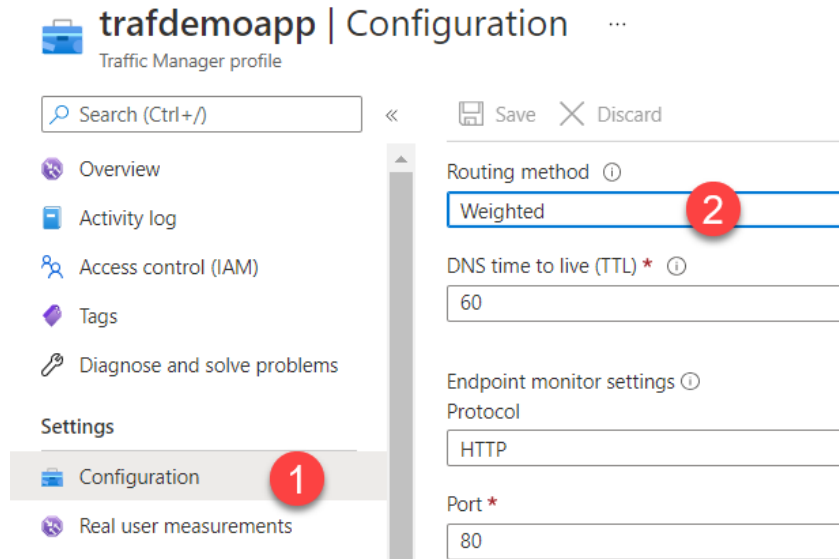 trafdemoapp | Configuration ...
Traffic Manager profile
Search (Ctrl+/)
«
Overview
Activity log
Access control (IAM)
Tags
Diagnose and solve problems
Settings
Configuration
1
Real user measurements
Save
Discard
Routing method
Weighted
2
DNS time to live (TTL) *
60
Endpoint monitor settings
Protocol
HTTP
Port *
80